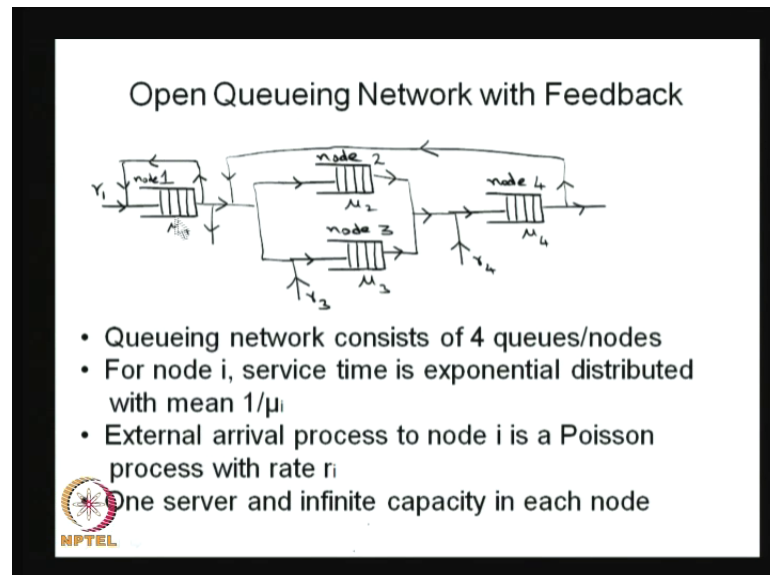 Open Queueing Network with Feedback
node 2
node 1
node 4
r₁
μ₂
μ₄
node 3
r₄
μ₃
r₃
• Queueing network consists of 4 queues/nodes
• For node i, service time is exponential distributed
with mean 1/μi
• External arrival process to node i is a Poisson
process with rate ri
One server and infinite capacity in each node
NPTEL